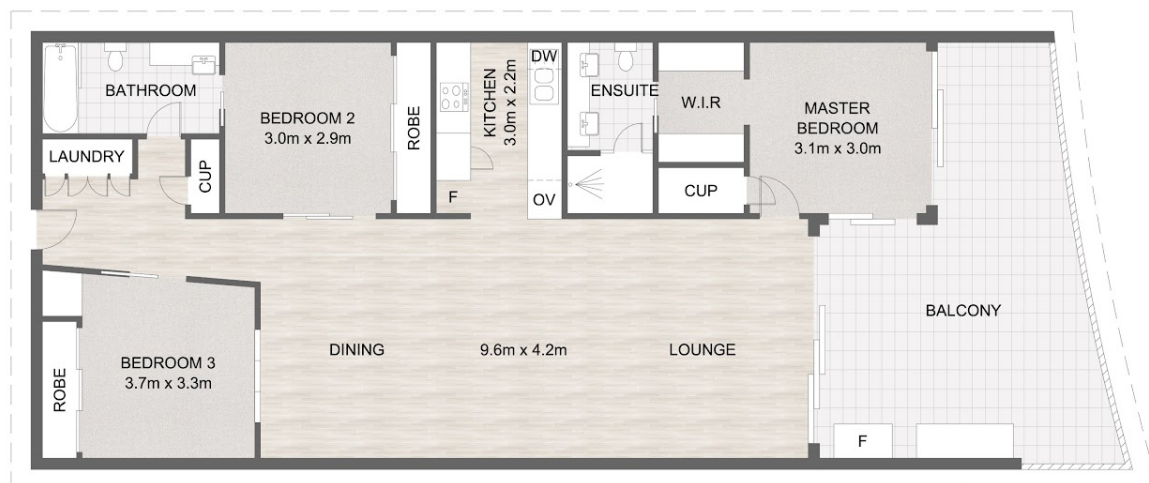 BATHROOM
LAUNDRY
CUP
BEDROOM 2
3.0m x 2.9m
ROBE
KITCHEN
3.0m x 2.2m
DW
F
OV
ENSUITE
W.I.R
CUP
MASTER
BEDROOM
3.1m x 3.0m
BALCONY
BEDROOM 3
3.7m x 3.3m
ROBE
DINING
9.6m x 4.2m
LOUNGE
F